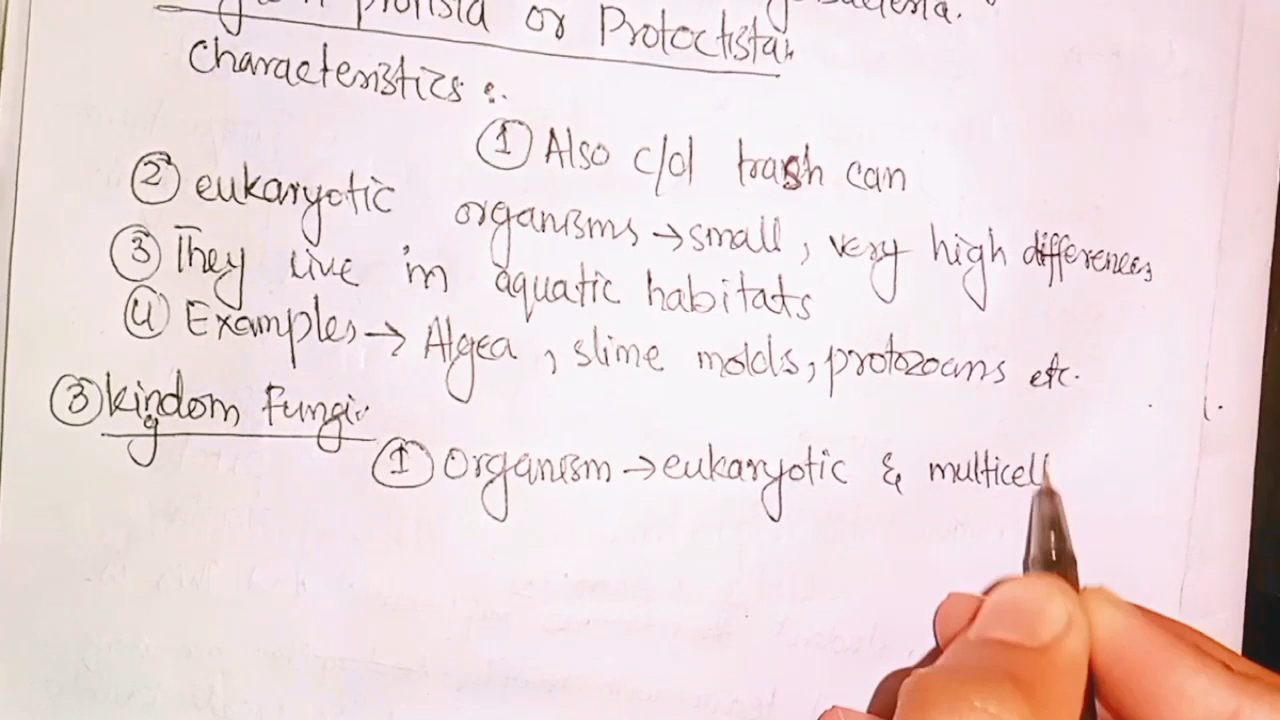 Protista or Protoctista
Characteristics :
① Also c/d trash can
② eukaryotic organisms → small, very high differences
③ They live in aquatic habitats
④ Examples → Algea, slime molds, protozoans etc.
③ Kindom Fungi
① Organism → eukaryotic & multicell